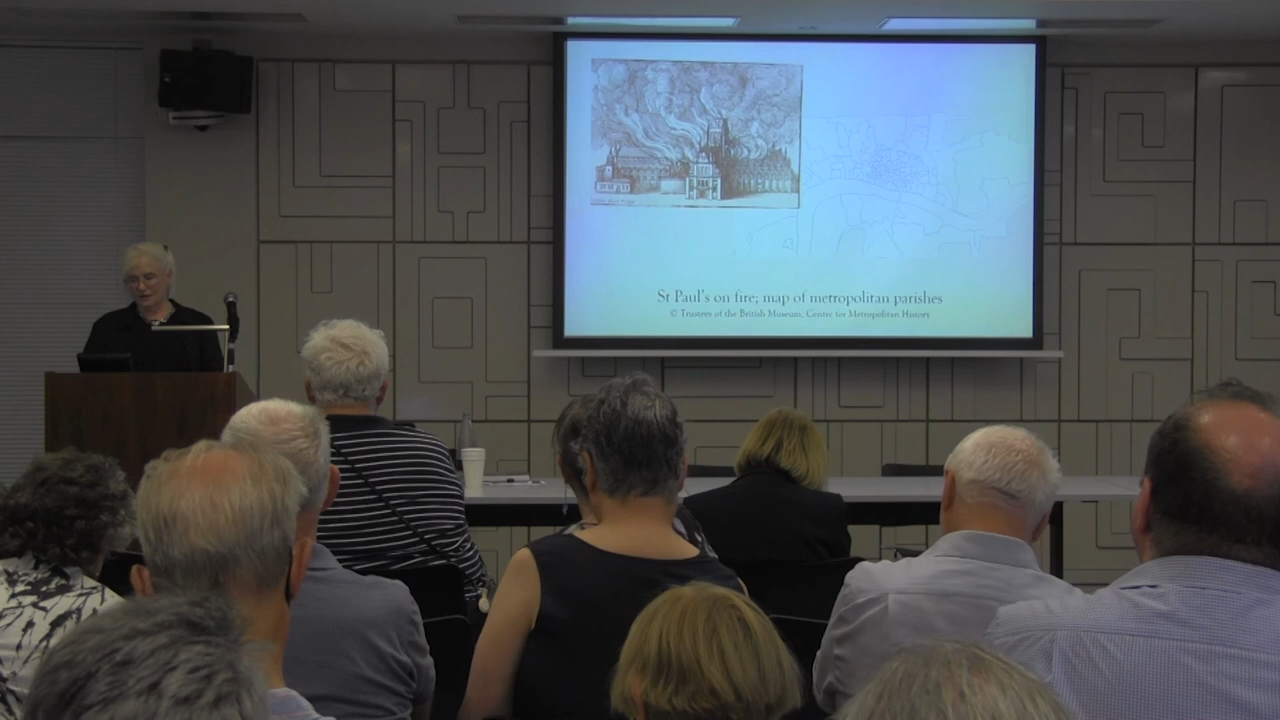 St Paul's on fire; map of metropolitan parishes
© Trustees of the British Museum, Centre for Metropolitan History